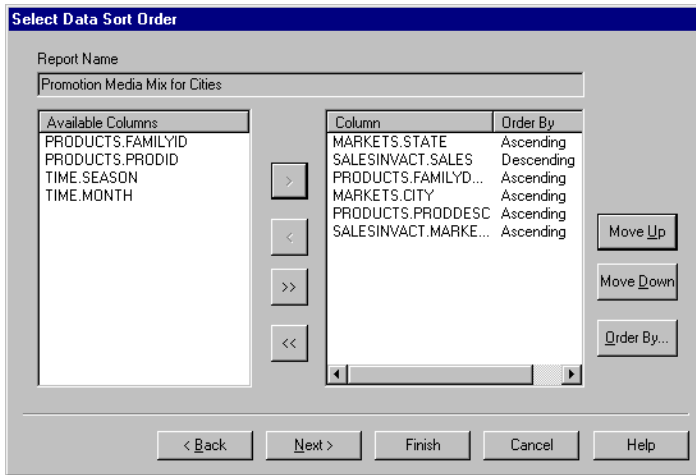 Select Data Sort Order
Report Name
Promotion Media Mix for Cities
Available Columns
PRODUCTS.FAMILYID
PRODUCTS.PRODID
TIME.SEASON
TIME.MONTH
>
<
>>
<<
Column Order By
MARKETS.STATE Ascending
SALESINVACT.SALES Descending
PRODUCTS.FAMILYD... Ascending
MARKETS.CITY Ascending
PRODUCTS.PRODDESC Ascending
SALESINVACT.MARKE... Ascending
Move Up
Move Down
Order By...
< Back Next > Finish Cancel Help